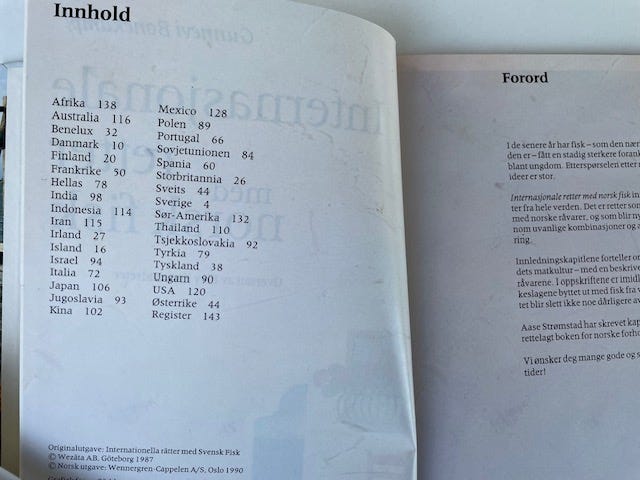 Innhold
Afrika 138
Australia 116
Benelux 32
Danmark 10
Finland 20
Frankrike 50
Hellas 78
India 98
Indonesia 114
Iran 115
Irland 27
Island 16
Israel 94
Italia 72
Japan 106
Jugoslavia 93
Kina 102
Mexico 128
Polen 89
Portugal 66
Sovjetunionen 84
Spania 60
Storbritannia 26
Sveits 44
Sverige 4
Sør-Amerika 132
Thailand 110
Tsjekkoslovakia 92
Tyrkia 79
Tyskland 38
Ungarn 90
USA 120
Østerrike 44
Register 143
Originalutgave: Internationella rätter med Svensk Fisk
© Wezäta AB, Göteborg 1987
© Norsk utgave: Wennergren-Cappelen A/S, Oslo 1990
Forord
I de senere år har fisk – som den nær
den er – fått en stadig sterkere forank
blant ungdom. Etterspørselen etter
ideer er stor.
Internasjonale retter med norsk fisk in
ter fra hele verden. Det er retter som
med norske råvarer, og som blir ny
nom uvanlige kombinasjoner og a
ring.
Innledningskapitlene forteller or
dets matkultur – med en beskriv
råvarene. I oppskriftene er imidl
keslagene byttet ut med fisk fra v
tet blir slett ikke noe dårligere av
Aase Strømstad har skrevet kap
rettelagt boken for norske forho
Vi ønsker deg mange gode og s
tider!